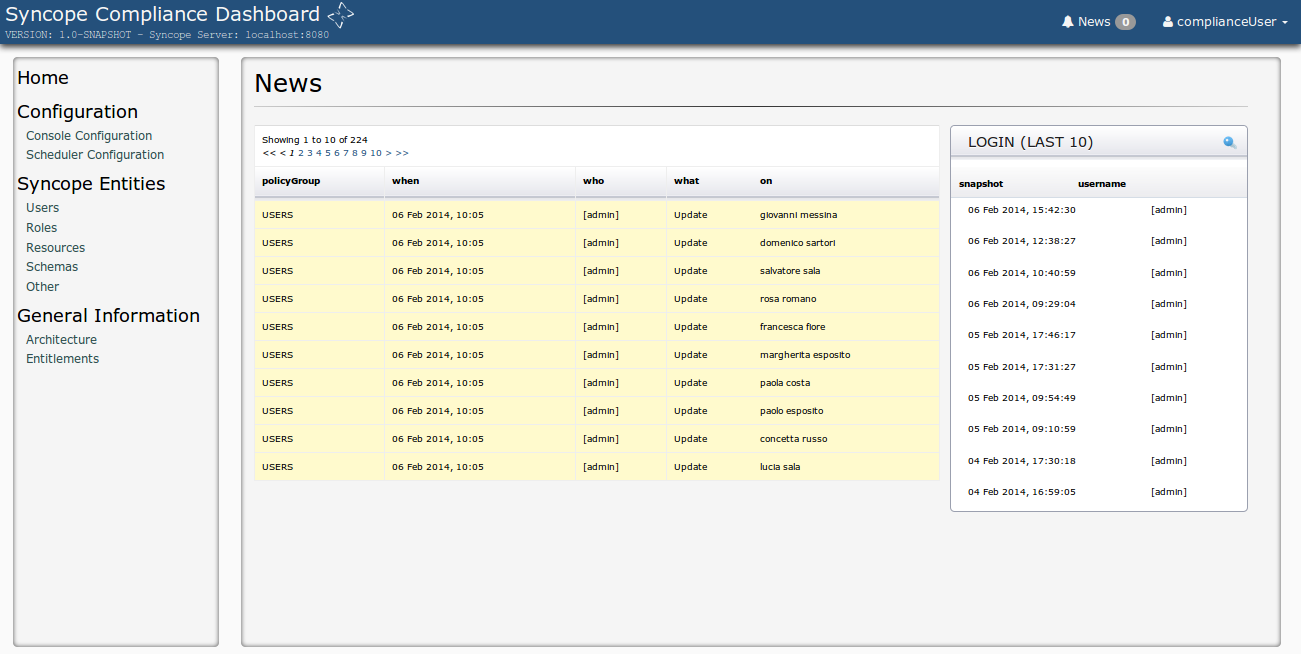 Syncope Compliance Dashboard
VERSION: 1.0-SNAPSHOT - Syncope Server: localhost:8080
News 0 complianceUser
Home
Configuration
Console Configuration
Scheduler Configuration
Syncope Entities
Users
Roles
Resources
Schemas
Other
General Information
Architecture
Entitlements
News
Showing 1 to 10 of 224
<< < 1 2 3 4 5 6 7 8 9 10 > >>
policyGroup when who what on
USERS 06 Feb 2014, 10:05 [admin] Update giovanni messina
USERS 06 Feb 2014, 10:05 [admin] Update domenico sartori
USERS 06 Feb 2014, 10:05 [admin] Update salvatore sala
USERS 06 Feb 2014, 10:05 [admin] Update rosa romano
USERS 06 Feb 2014, 10:05 [admin] Update francesca fiore
USERS 06 Feb 2014, 10:05 [admin] Update margherita esposito
USERS 06 Feb 2014, 10:05 [admin] Update paola costa
USERS 06 Feb 2014, 10:05 [admin] Update paolo esposito
USERS 06 Feb 2014, 10:05 [admin] Update concetta russo
USERS 06 Feb 2014, 10:05 [admin] Update lucia sala
LOGIN (LAST 10)
snapshot username
06 Feb 2014, 15:42:30 [admin]
06 Feb 2014, 12:38:27 [admin]
06 Feb 2014, 10:40:59 [admin]
06 Feb 2014, 09:29:04 [admin]
05 Feb 2014, 17:46:17 [admin]
05 Feb 2014, 17:31:27 [admin]
05 Feb 2014, 09:54:49 [admin]
05 Feb 2014, 09:10:59 [admin]
04 Feb 2014, 17:30:18 [admin]
04 Feb 2014, 16:59:05 [admin]